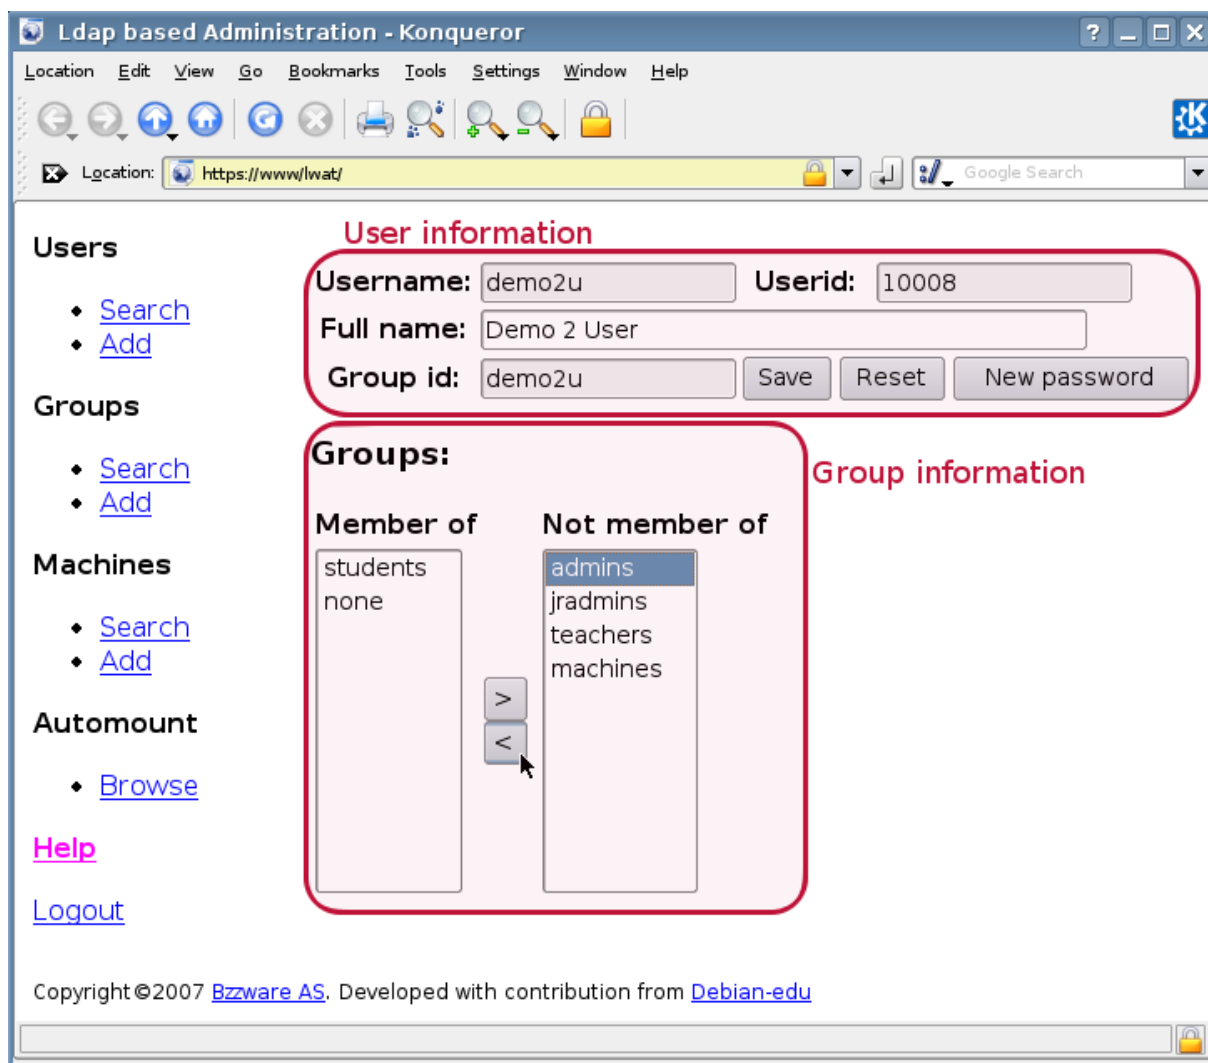 Ldap based Administration - Konqueror
Location Edit View Go Bookmarks Tools Settings Window Help
Location: https://www/lwat/ Google Search
User information
Users
Search
Add
Groups
Search
Add
Machines
Search
Add
Automount
Browse
Help
Logout
Username: demo2u Userid: 10008
Full name: Demo 2 User
Group id: demo2u Save Reset New password
Groups:
Group information
Member of Not member of
students admins
none jradmins
teachers
machines
>
<
Copyright©2007 Bzzware AS. Developed with contribution from Debian-edu